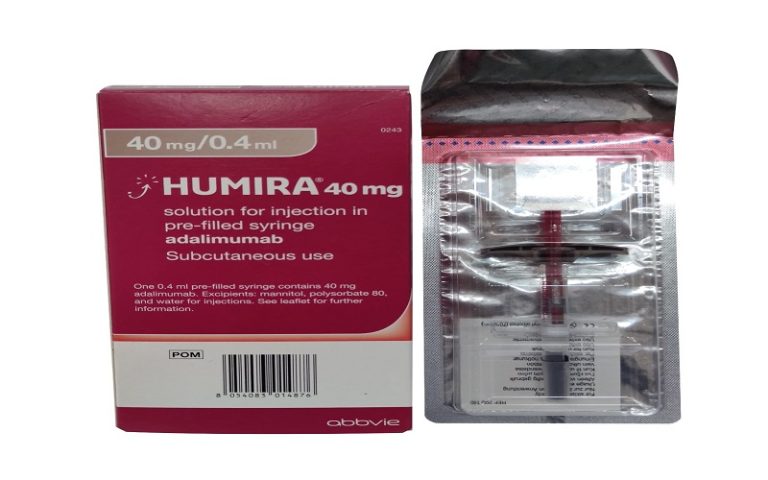 0243
40 mg/0.4 ml
HUMIRA® 40 mg
solution for injection in
pre-filled syringe
adalimumab
Subcutaneous use
One 0.4 ml pre-filled syringe contains 40 mg
adalimumab. Excipients: mannitol, polysorbate 80,
and water for injections. See leaflet for further
information.
POM
8 054083 014876
abbvie